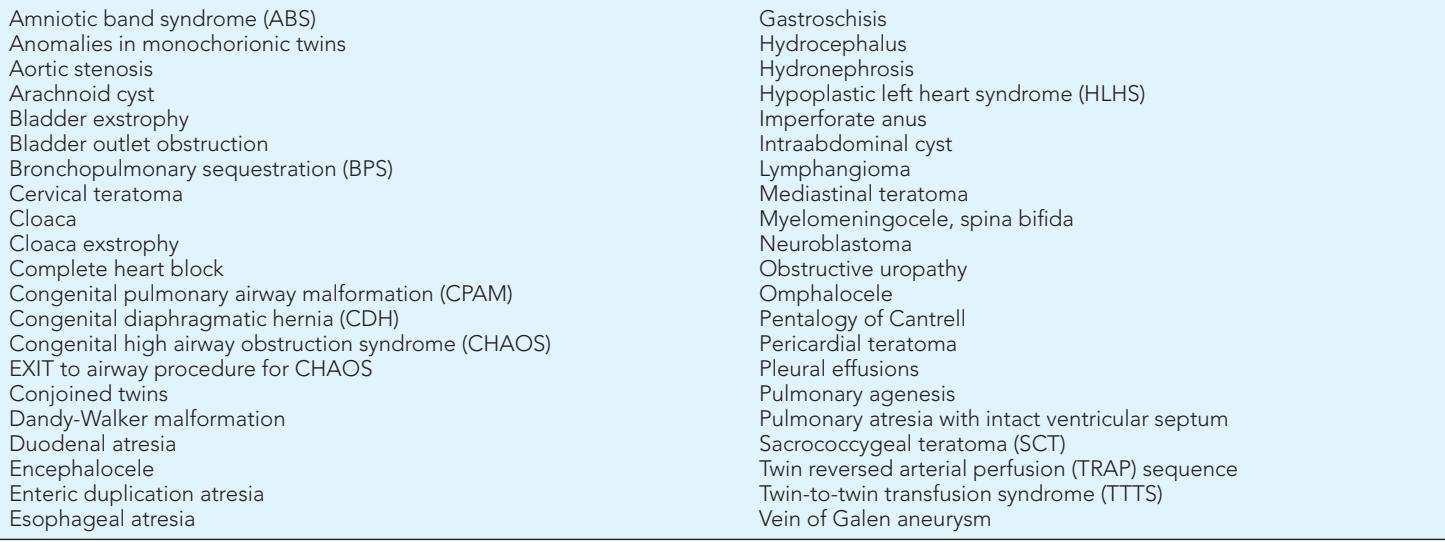 Amniotic band syndrome (ABS)
Anomalies in monochorionic twins
Aortic stenosis
Arachnoid cyst
Bladder exstrophy
Bladder outlet obstruction
Bronchopulmonary sequestration (BPS)
Cervical teratoma
Cloaca
Cloaca exstrophy
Complete heart block
Congenital pulmonary airway malformation (CPAM)
Congenital diaphragmatic hernia (CDH)
Congenital high airway obstruction syndrome (CHAOS)
EXIT to airway procedure for CHAOS
Conjoined twins
Dandy-Walker malformation
Duodenal atresia
Encephalocele
Enteric duplication atresia
Esophageal atresia
Gastroschisis
Hydrocephalus
Hydronephrosis
Hypoplastic left heart syndrome (HLHS)
Imperforate anus
Intraabdominal cyst
Lymphangioma
Mediastinal teratoma
Myelomeningocele, spina bifida
Neuroblastoma
Obstructive uropathy
Omphalocele
Pentalogy of Cantrell
Pericardial teratoma
Pleural effusions
Pulmonary agenesis
Pulmonary atresia with intact ventricular septum
Sacrococcygeal teratoma (SCT)
Twin reversed arterial perfusion (TRAP) sequence
Twin-to-twin transfusion syndrome (TTTS)
Vein of Galen aneurysm